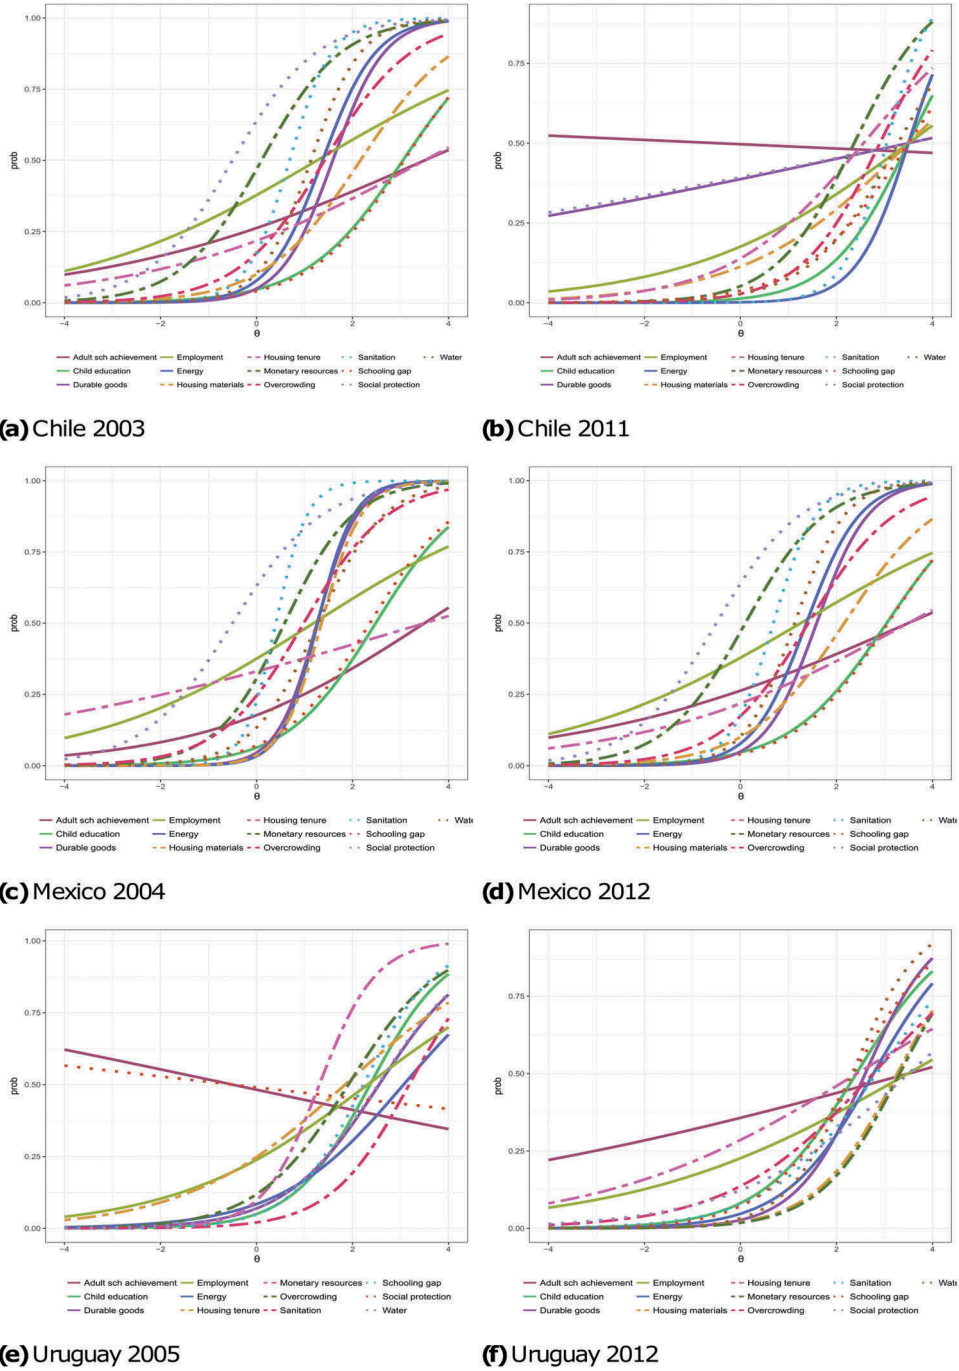 1.00
0.75
0.50
0.25
0.00
prob
−4 −2 0 2 4
θ
Adult sch achievement Employment Housing tenure Sanitation Water
Child education Energy Monetary resources Schooling gap
Durable goods Housing materials Overcrowding Social protection
(a) Chile 2003
0.75
0.50
0.25
0.00
prob
−4 −2 0 2 4
θ
Adult sch achievement Employment Housing tenure Sanitation Wate
Child education Energy Monetary resources Schooling gap
Durable goods Housing materials Overcrowding Social protection
(b) Chile 2011
1.00
0.75
0.50
0.25
0.00
prob
−4 −2 0 2 4
θ
Adult sch achievement Employment Housing tenure Sanitation Wate
Child education Energy Monetary resources Schooling gap
Durable goods Housing materials Overcrowding Social protection
(c) Mexico 2004
1.00
0.75
0.50
0.25
0.00
prob
−4 −2 0 2 4
θ
Adult sch achievement Employment Housing tenure Sanitation Wate
Child education Energy Monetary resources Schooling gap
Durable goods Housing materials Overcrowding Social protection
(d) Mexico 2012
1.00
0.75
0.50
0.25
0.00
prob
−4 −2 0 2 4
θ
Adult sch achievement Employment Monetary resources Schooling gap
Child education Energy Overcrowding Social protection
Durable goods Housing tenure Sanitation Water
(e) Uruguay 2005
0.75
0.50
0.25
0.00
prob
−4 −2 0 2 4
θ
Adult sch achievement Employment Housing tenure Sanitation Wate
Child education Energy Monetary resources Schooling gap
Durable goods Housing materials Overcrowding Social protection
(f) Uruguay 2012